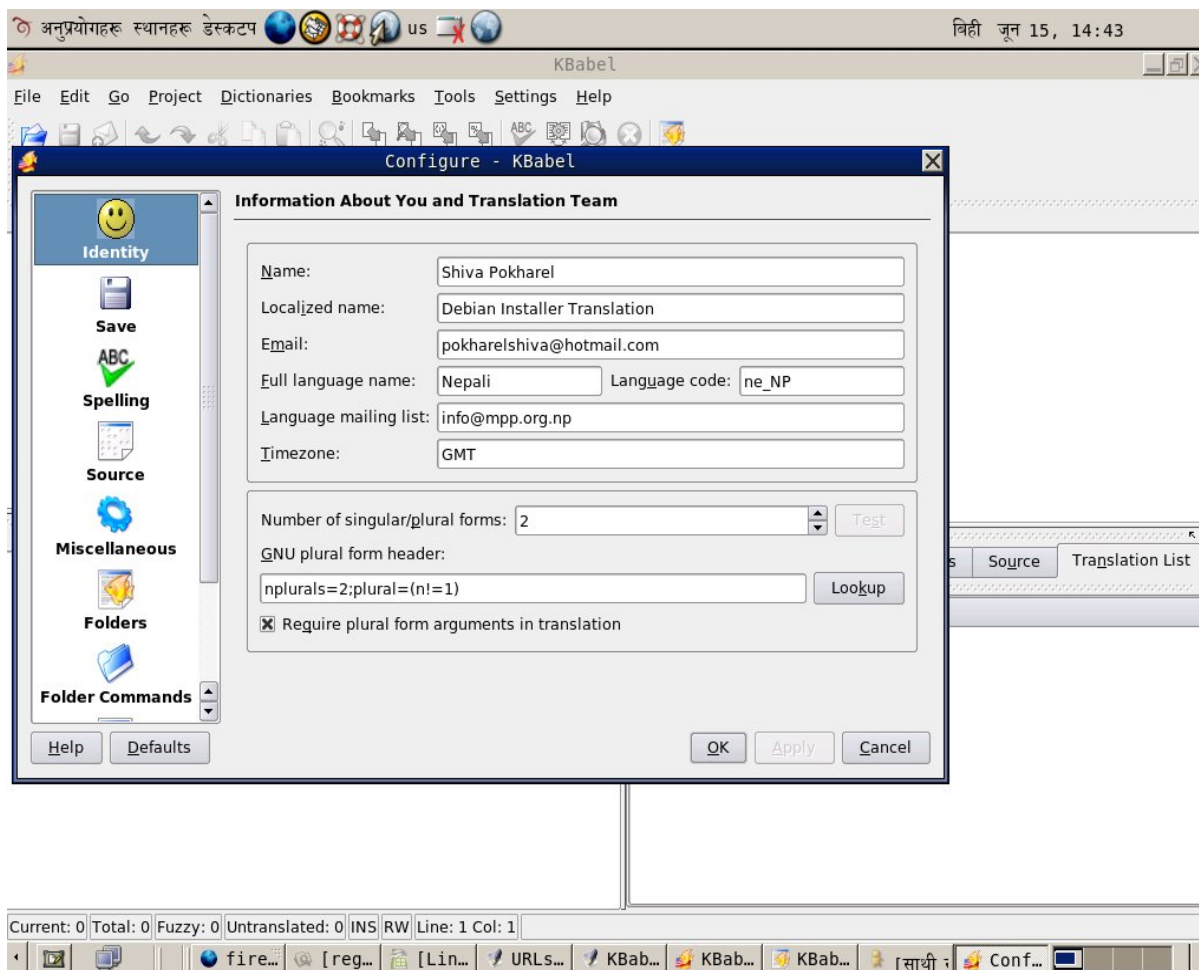 अनुप्रयोगहरू स्थानहरू डेस्कटप us बिही जून 15, 14:43
KBabel
File Edit Go Project Dictionaries Bookmarks Tools Settings Help
ABC
Configure - KBabel
Information About You and Translation Team
Identity
Save
ABC
Spelling
Source
Miscellaneous
Folders
Folder Commands
Name: Shiva Pokharel
Localized name: Debian Installer Translation
Email: pokharelshiva@hotmail.com
Full language name: Nepali Language code: ne_NP
Language mailing list: info@mpp.org.np
Timezone: GMT
Number of singular/plural forms: 2 Test
GNU plural form header:
nplurals=2;plural=(n!=1) Lookup
Require plural form arguments in translation
Help Defaults OK Apply Cancel
s Source Translation List
Current: 0 Total: 0 Fuzzy: 0 Untranslated: 0 INS RW Line: 1 Col: 1
fire... [reg... [Lin... URLs... KBab... KBab... KBab... [साथी Conf...